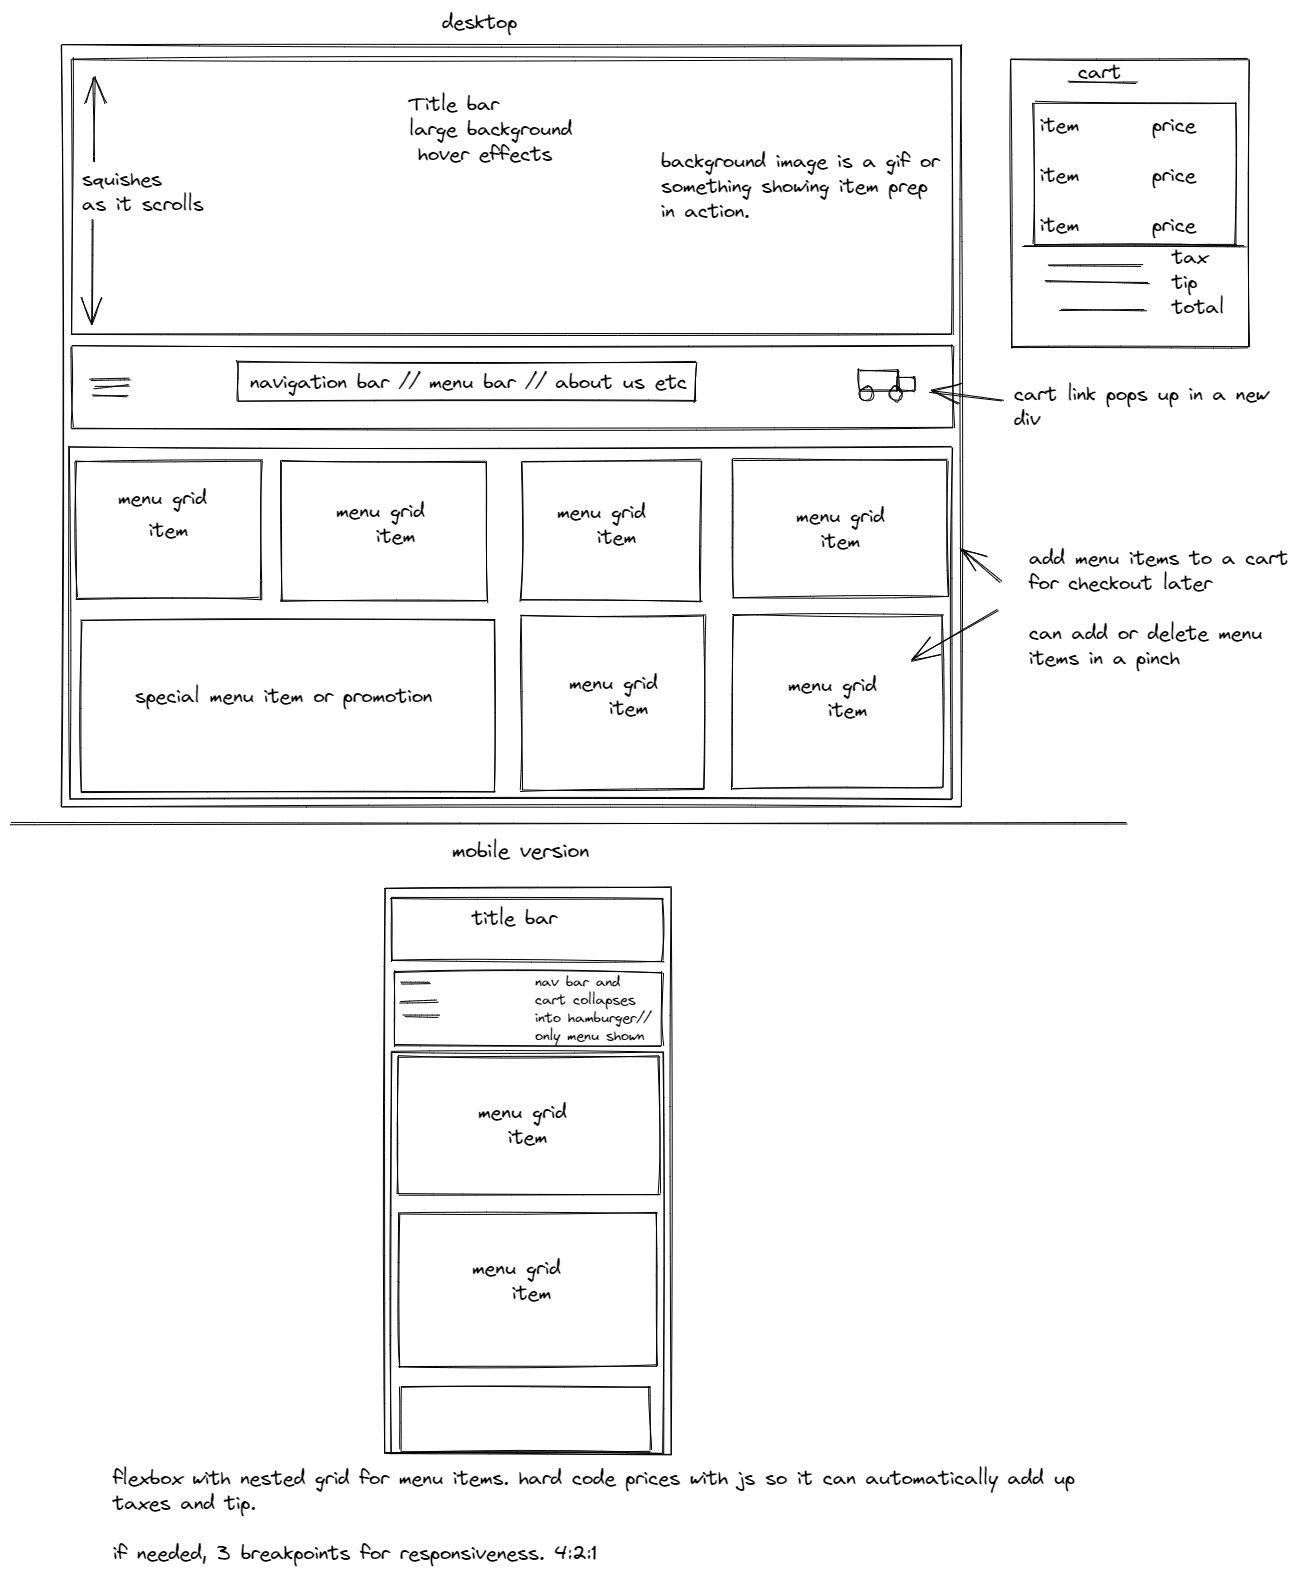 desktop
Title bar
large background
hover effects
background image is a gif or
something showing item prep
in action.
squishes
as it scrolls
cart
item price
item price
item price
tax
tip
total
navigation bar // menu bar // about us etc
cart link pops up in a new
div
menu grid
item
menu grid
item
menu grid
item
menu grid
item
add menu items to a cart
for checkout later
can add or delete menu
items in a pinch
special menu item or promotion
menu grid
item
menu grid
item
mobile version
title bar
nav bar and
cart collapses
into hamburger//
only menu shown
menu grid
item
menu grid
item
flexbox with nested grid for menu items. hard code prices with js so it can automatically add up
taxes and tip.
if needed, 3 breakpoints for responsiveness. 4:2:1